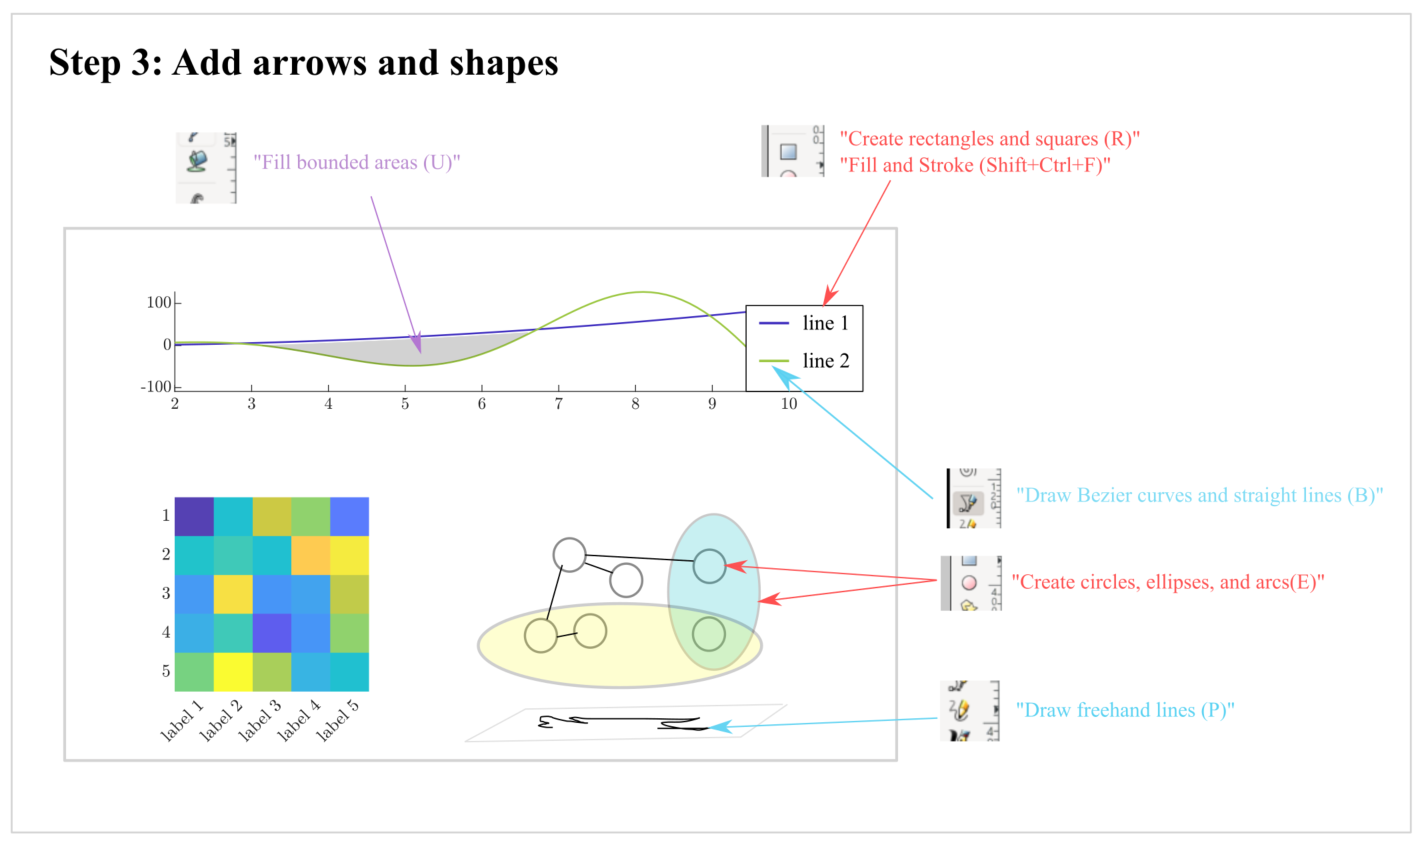 Step 3: Add arrows and shapes
"Fill bounded areas (U)"
"Create rectangles and squares (R)"
"Fill and Stroke (Shift+Ctrl+F)"
100
0
-100
2 3 4 5 6 7 8 9 10
line 1
line 2
"Draw Bezier curves and straight lines (B)"
"Create circles, ellipses, and arcs(E)"
"Draw freehand lines (P)"
1
2
3
4
5
label 1 label 2 label 3 label 4 label 5